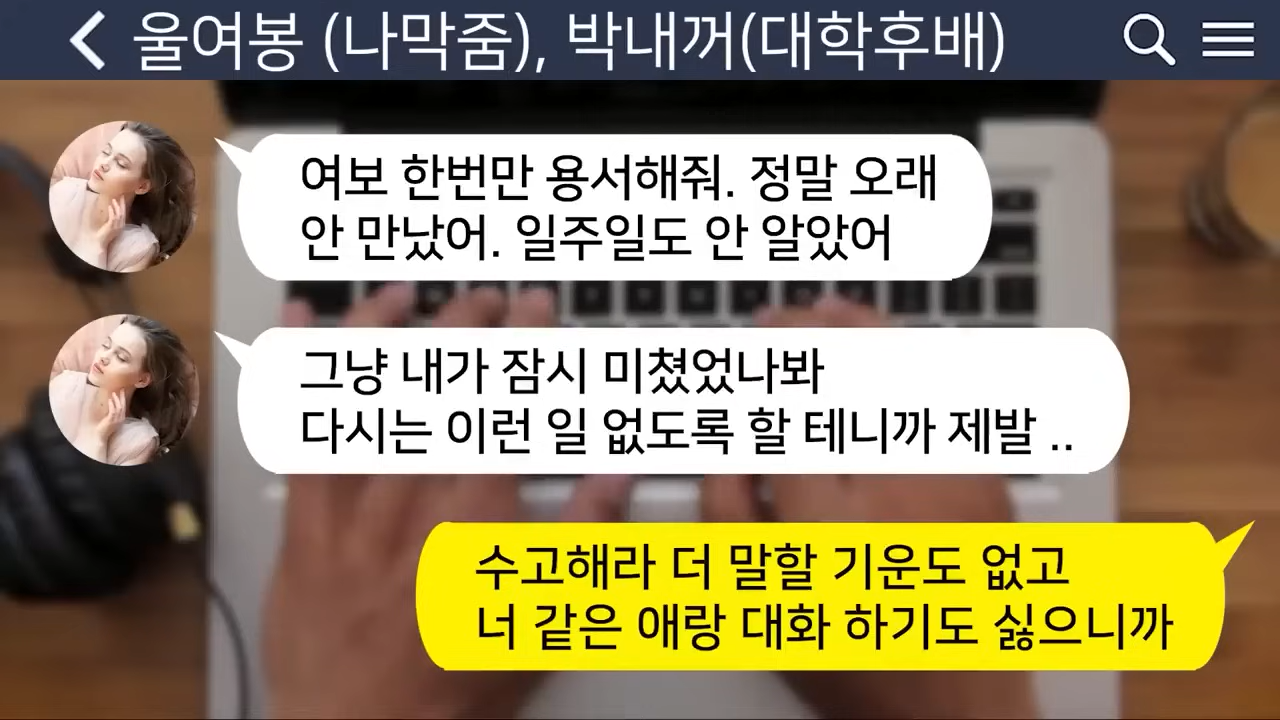 울여봉 (나막줌), 박내꺼(대학후배)
여보 한번만 용서해줘. 정말 오래
안 만났어. 일주일도 안 알았어
그냥 내가 잠시 미쳤었나봐
다시는 이런 일 없도록 할 테니까 제발 ..
수고해라 더 말할 기운도 없고
너 같은 애랑 대화 하기도 싫으니까